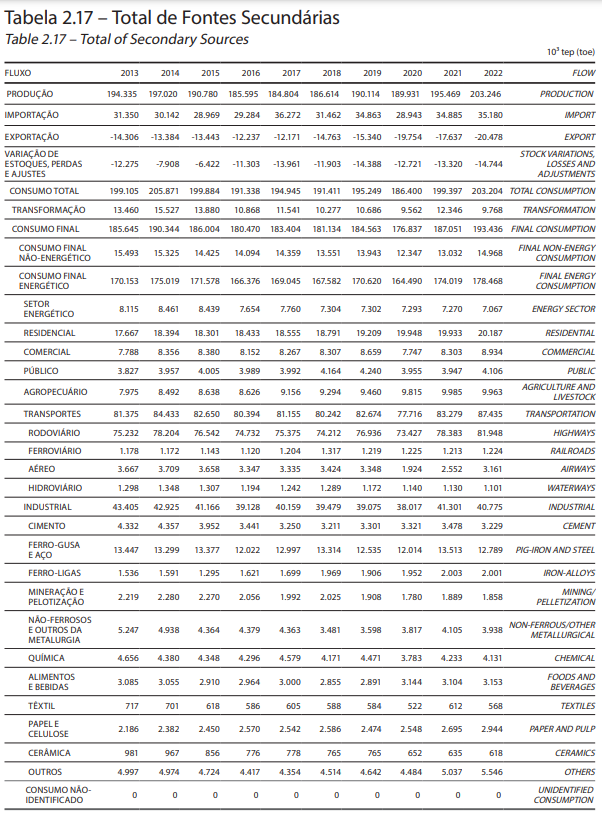 Tabela 2.17 – Total de Fontes Secundárias
Table 2.17 – Total of Secondary Sources
10³ tep (toe)
FLUXO 2013 2014 2015 2016 2017 2018 2019 2020 2021 2022 FLOW
PRODUÇÃO 194.335 197.020 190.780 185.595 184.804 186.614 190.114 189.931 195.469 203.246 PRODUCTION
IMPORTAÇÃO 31.350 30.142 28.969 29.284 36.272 31.462 34.863 28.943 34.885 35.180 IMPORT
EXPORTAÇÃO -14.306 -13.384 -13.443 -12.237 -12.171 -14.763 -15.340 -19.754 -17.637 -20.478 EXPORT
VARIAÇÃO DE STOCK VARIATIONS,
ESTOQUES, PERDAS -12.275 -7.908 -6.422 -11.303 -13.961 -11.903 -14.388 -12.721 -13.320 -14.744 LOSSES AND
E AJUSTES ADJUSTMENTS
CONSUMO TOTAL 199.105 205.871 199.884 191.338 194.945 191.411 195.249 186.400 199.397 203.204 TOTAL CONSUMPTION
TRANSFORMAÇÃO 13.460 15.527 13.880 10.868 11.541 10.277 10.686 9.562 12.346 9.768 TRANSFORMATION
CONSUMO FINAL 185.645 190.344 186.004 180.470 183.404 181.134 184.563 176.837 187.051 193.436 FINAL CONSUMPTION
CONSUMO FINAL FINAL NON-ENERGY
NÃO-ENERGÉTICO 15.493 15.325 14.425 14.094 14.359 13.551 13.943 12.347 13.032 14.968 CONSUMPTION
CONSUMO FINAL FINAL ENERGY
ENERGÉTICO 170.153 175.019 171.578 166.376 169.045 167.582 170.620 164.490 174.019 178.468 CONSUMPTION
SETOR
ENERGÉTICO 8.115 8.461 8.439 7.654 7.760 7.304 7.302 7.293 7.270 7.067 ENERGY SECTOR
RESIDENCIAL 17.667 18.394 18.301 18.433 18.555 18.791 19.209 19.948 19.933 20.187 RESIDENTIAL
COMERCIAL 7.788 8.356 8.380 8.152 8.267 8.307 8.659 7.747 8.303 8.934 COMMERCIAL
PÚBLICO 3.827 3.957 4.005 3.989 3.992 4.164 4.240 3.955 3.947 4.106 PUBLIC
AGROPECUÁRIO 7.975 8.492 8.638 8.626 9.156 9.294 9.460 9.815 9.985 9.963 AGRICULTURE AND
LIVESTOCK
TRANSPORTES 81.375 84.433 82.650 80.394 81.155 80.242 82.674 77.716 83.279 87.435 TRANSPORTATION
RODOVIÁRIO 75.232 78.204 76.542 74.732 75.375 74.212 76.936 73.427 78.383 81.948 HIGHWAYS
FERROVIÁRIO 1.178 1.172 1.143 1.120 1.204 1.317 1.219 1.225 1.213 1.224 RAILROADS
AÉREO 3.667 3.709 3.658 3.347 3.335 3.424 3.348 1.924 2.552 3.161 AIRWAYS
HIDROVIÁRIO 1.298 1.348 1.307 1.194 1.242 1.289 1.172 1.140 1.130 1.101 WATERWAYS
INDUSTRIAL 43.405 42.925 41.166 39.128 40.159 39.479 39.075 38.017 41.301 40.775 INDUSTRIAL
CIMENTO 4.332 4.357 3.952 3.441 3.250 3.211 3.301 3.321 3.478 3.229 CEMENT
FERRO-GUSA
E AÇO 13.447 13.299 13.377 12.022 12.997 13.314 12.535 12.014 13.513 12.789 PIG-IRON AND STEEL
FERRO-LIGAS 1.536 1.591 1.295 1.621 1.699 1.969 1.906 1.952 2.003 2.001 IRON-ALLOYS
MINERAÇÃO E MINING/
PELOTIZAÇÃO 2.219 2.280 2.270 2.056 1.992 2.025 1.908 1.780 1.889 1.858 PELLETIZATION
NÃO-FERROSOS
E OUTROS DA 5.247 4.938 4.364 4.379 4.363 3.481 3.598 3.817 4.105 3.938 NON-FERROUS/OTHER
METALURGIA METALLURGICAL
QUÍMICA 4.656 4.380 4.348 4.296 4.579 4.171 4.471 3.783 4.233 4.131 CHEMICAL
ALIMENTOS FOODS AND
E BEBIDAS 3.085 3.055 2.910 2.964 3.000 2.855 2.891 3.144 3.104 3.153 BEVERAGES
TÊXTIL 717 701 618 586 605 588 584 522 612 568 TEXTILES
PAPEL E
CELULOSE 2.186 2.382 2.450 2.570 2.542 2.586 2.474 2.548 2.695 2.944 PAPER AND PULP
CERÂMICA 981 967 856 776 778 765 765 652 635 618 CERAMICS
OUTROS 4.997 4.974 4.724 4.417 4.354 4.514 4.642 4.484 5.037 5.546 OTHERS
CONSUMO NÃO- UNIDENTIFIED
IDENTIFICADO 0 0 0 0 0 0 0 0 0 0 CONSUMPTION